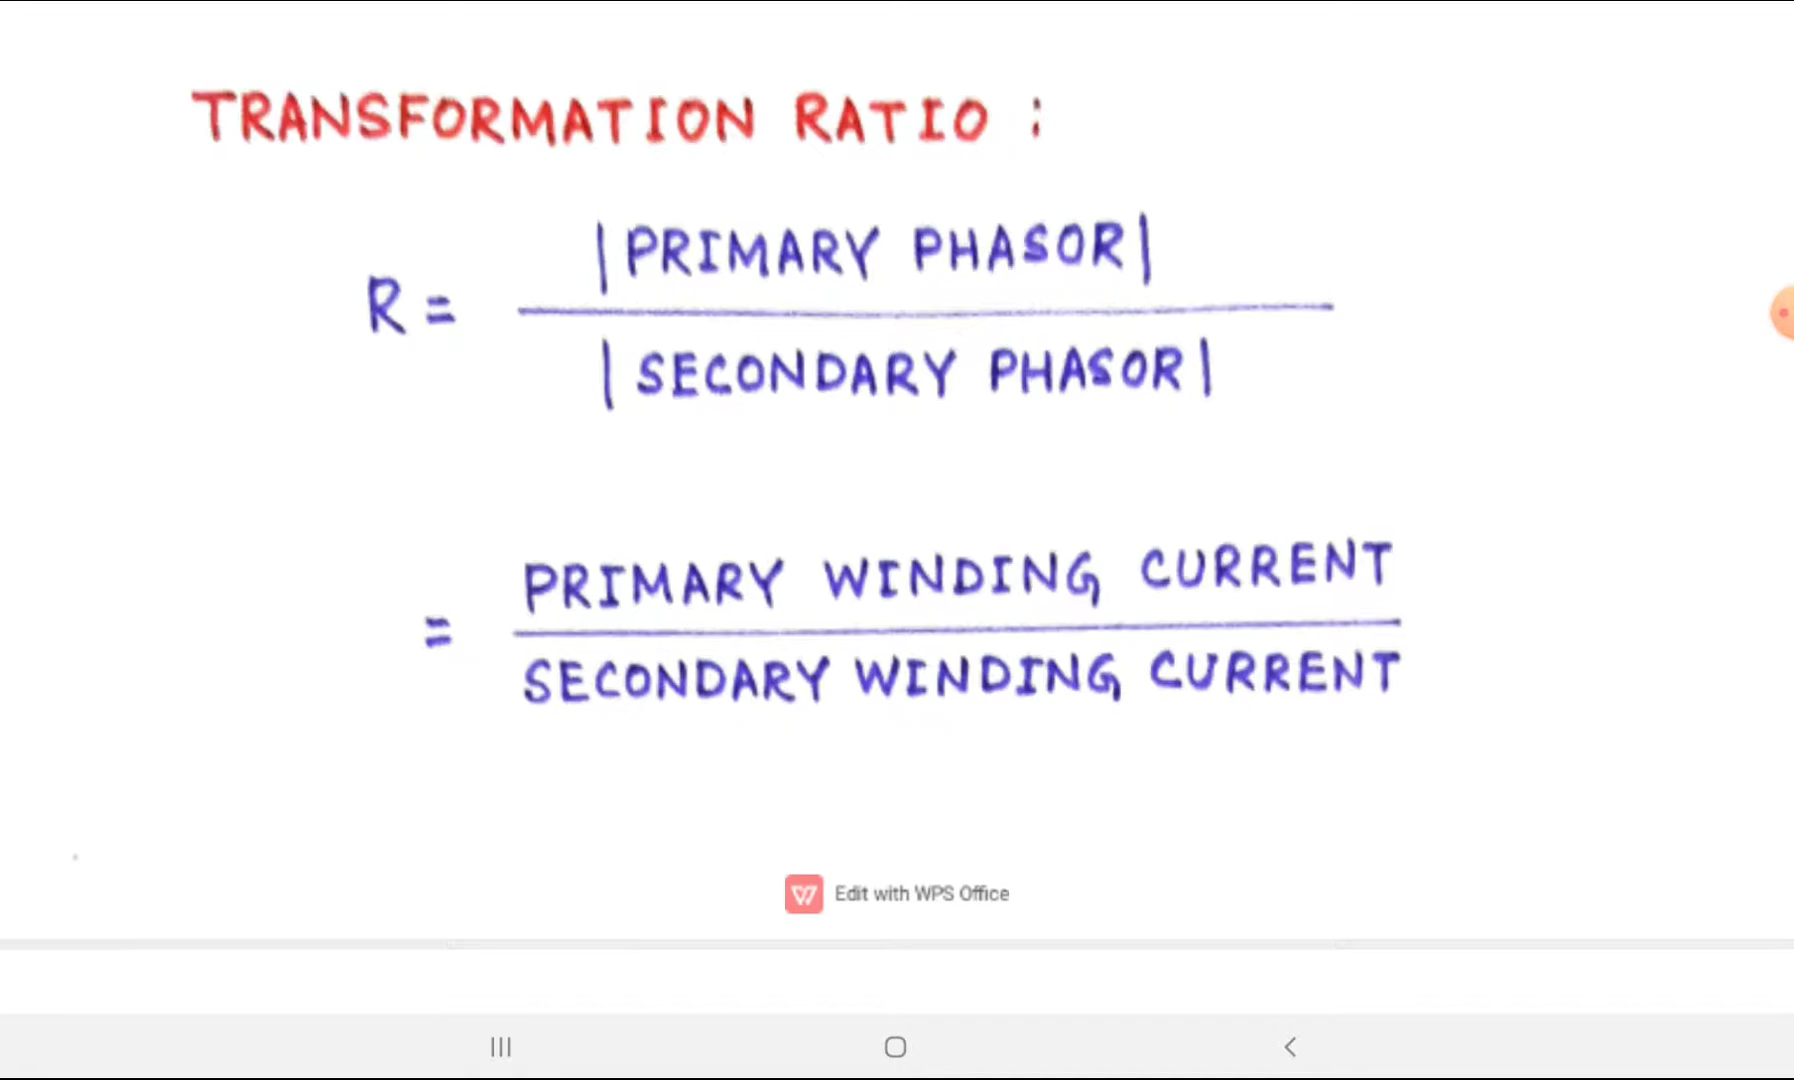 TRANSFORMATION RATIO :
|PRIMARY PHASOR|
R =
|SECONDARY PHASOR|
PRIMARY WINDING CURRENT
=
SECONDARY WINDING CURRENT
Edit with WPS Office